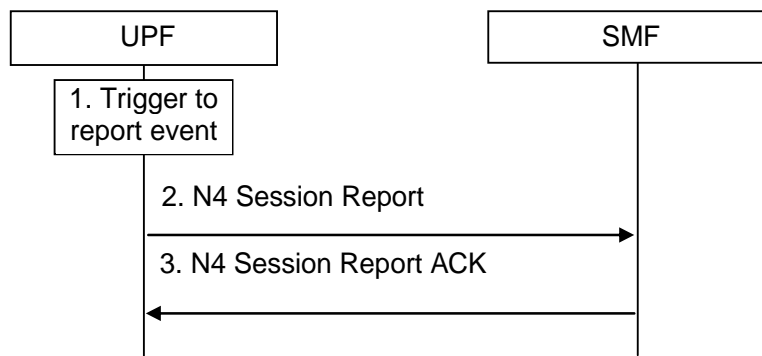 UPF
SMF
1. Trigger to
report event
2. N4 Session Report
3. N4 Session Report ACK